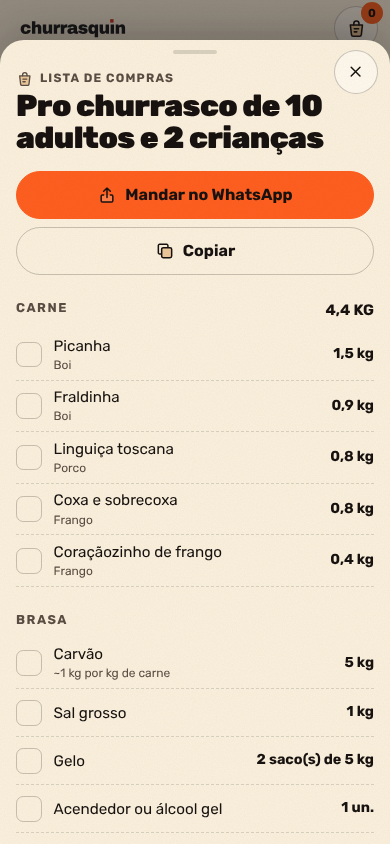 churrasquin
0
LISTA DE COMPRAS
Pro churrasco de 10
adultos e 2 crianças
Mandar no WhatsApp
Copiar
CARNE 4,4 KG
Picanha 1,5 kg
Boi
Fraldinha 0,9 kg
Boi
Linguiça toscana 0,8 kg
Porco
Coxa e sobrecoxa 0,8 kg
Frango
Coraçãozinho de frango 0,4 kg
Frango
BRASA
Carvão 5 kg
~1 kg por kg de carne
Sal grosso 1 kg
Gelo 2 saco(s) de 5 kg
Acendedor ou álcool gel 1 un.